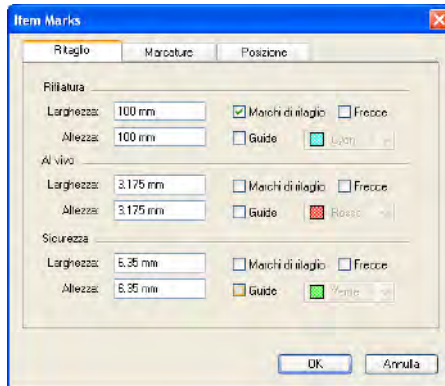 Item Marks
Ritaglio Marcature Posizione
Rifilatura
Larghezza: 100 mm Marchi di ritaglio Frecce
Altezza: 100 mm Guide Cyan
Al vivo
Larghezza: 3.175 mm Marchi di ritaglio Frecce
Altezza: 3.175 mm Guide Rosso
Sicurezza
Larghezza: 6.35 mm Marchi di ritaglio Frecce
Altezza: 6.35 mm Guide Verde
OK Annulla